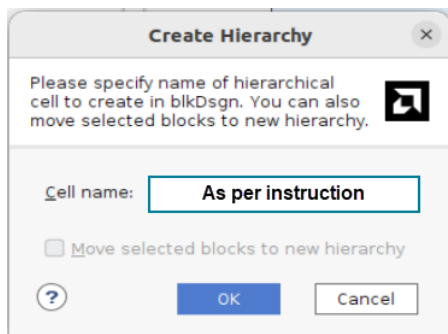 Create Hierarchy
Please specify name of hierarchical
cell to create in blkDsgn. You can also
move selected blocks to new hierarchy.
Cell name: As per instruction
Move selected blocks to new hierarchy
? OK Cancel